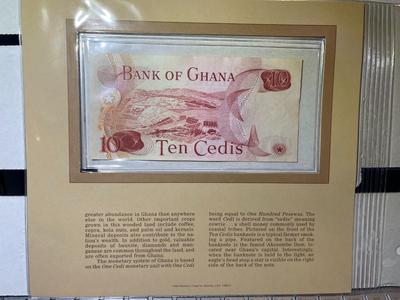 BANK OF GHANA
10
10
TEN CEDIS
greater abundance in Ghana than anywhere
else in the world. Other important crops
grown in this wooded land include coffee,
copra, kola nuts, and palm oil and kernels
Mineral deposits also contribute to the na-
tion's wealth. In addition to gold, valuable
deposits of bauxite, diamonds and man-
ganese are common throughout the land, and
are often exported from Ghana.
The monetary system of Ghana is based
on the One Cedi monetary unit with One Cedi
being equal to One Hundred Pesewas. The
word Cedi is derived from "sedie" meaning
cowrie . . . a shell money commonly used by
coastal tribes. Pictured on the front of the
Ten Cedis banknote is a typical farmer smok-
ing a pipe. Featured on the back of the
banknote is the famed Akosombo Dam, lo-
cated near Ghana's capital. Interestingly,
when the banknote is held to the light, an
eagle's head atop a star is visible on the right
side of the back of the note.